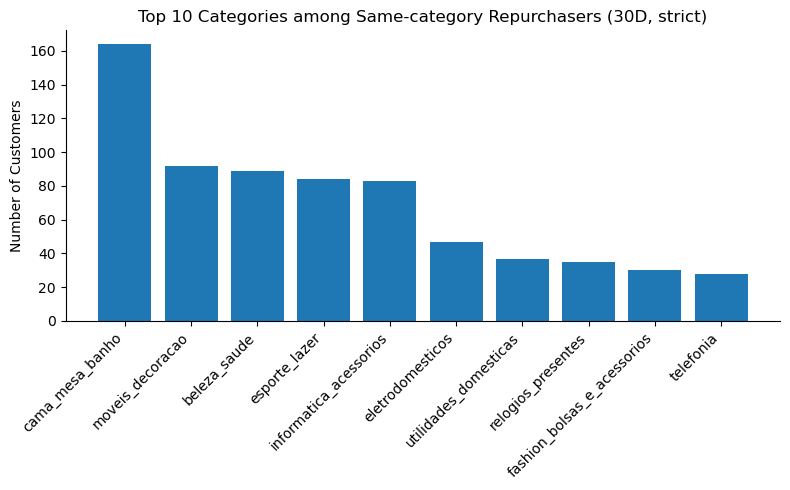 Top 10 Categories among Same-category Repurchasers (30D, strict)
Number of Customers
160
140
120
100
80
60
40
20
0
cama_mesa_banho
moveis_decoracao
beleza_saude
esporte_lazer
informatica_acessorios
eletrodomesticos
utilidades_domesticas
relogios_presentes
fashion_bolsas_e_acessorios
telefonia